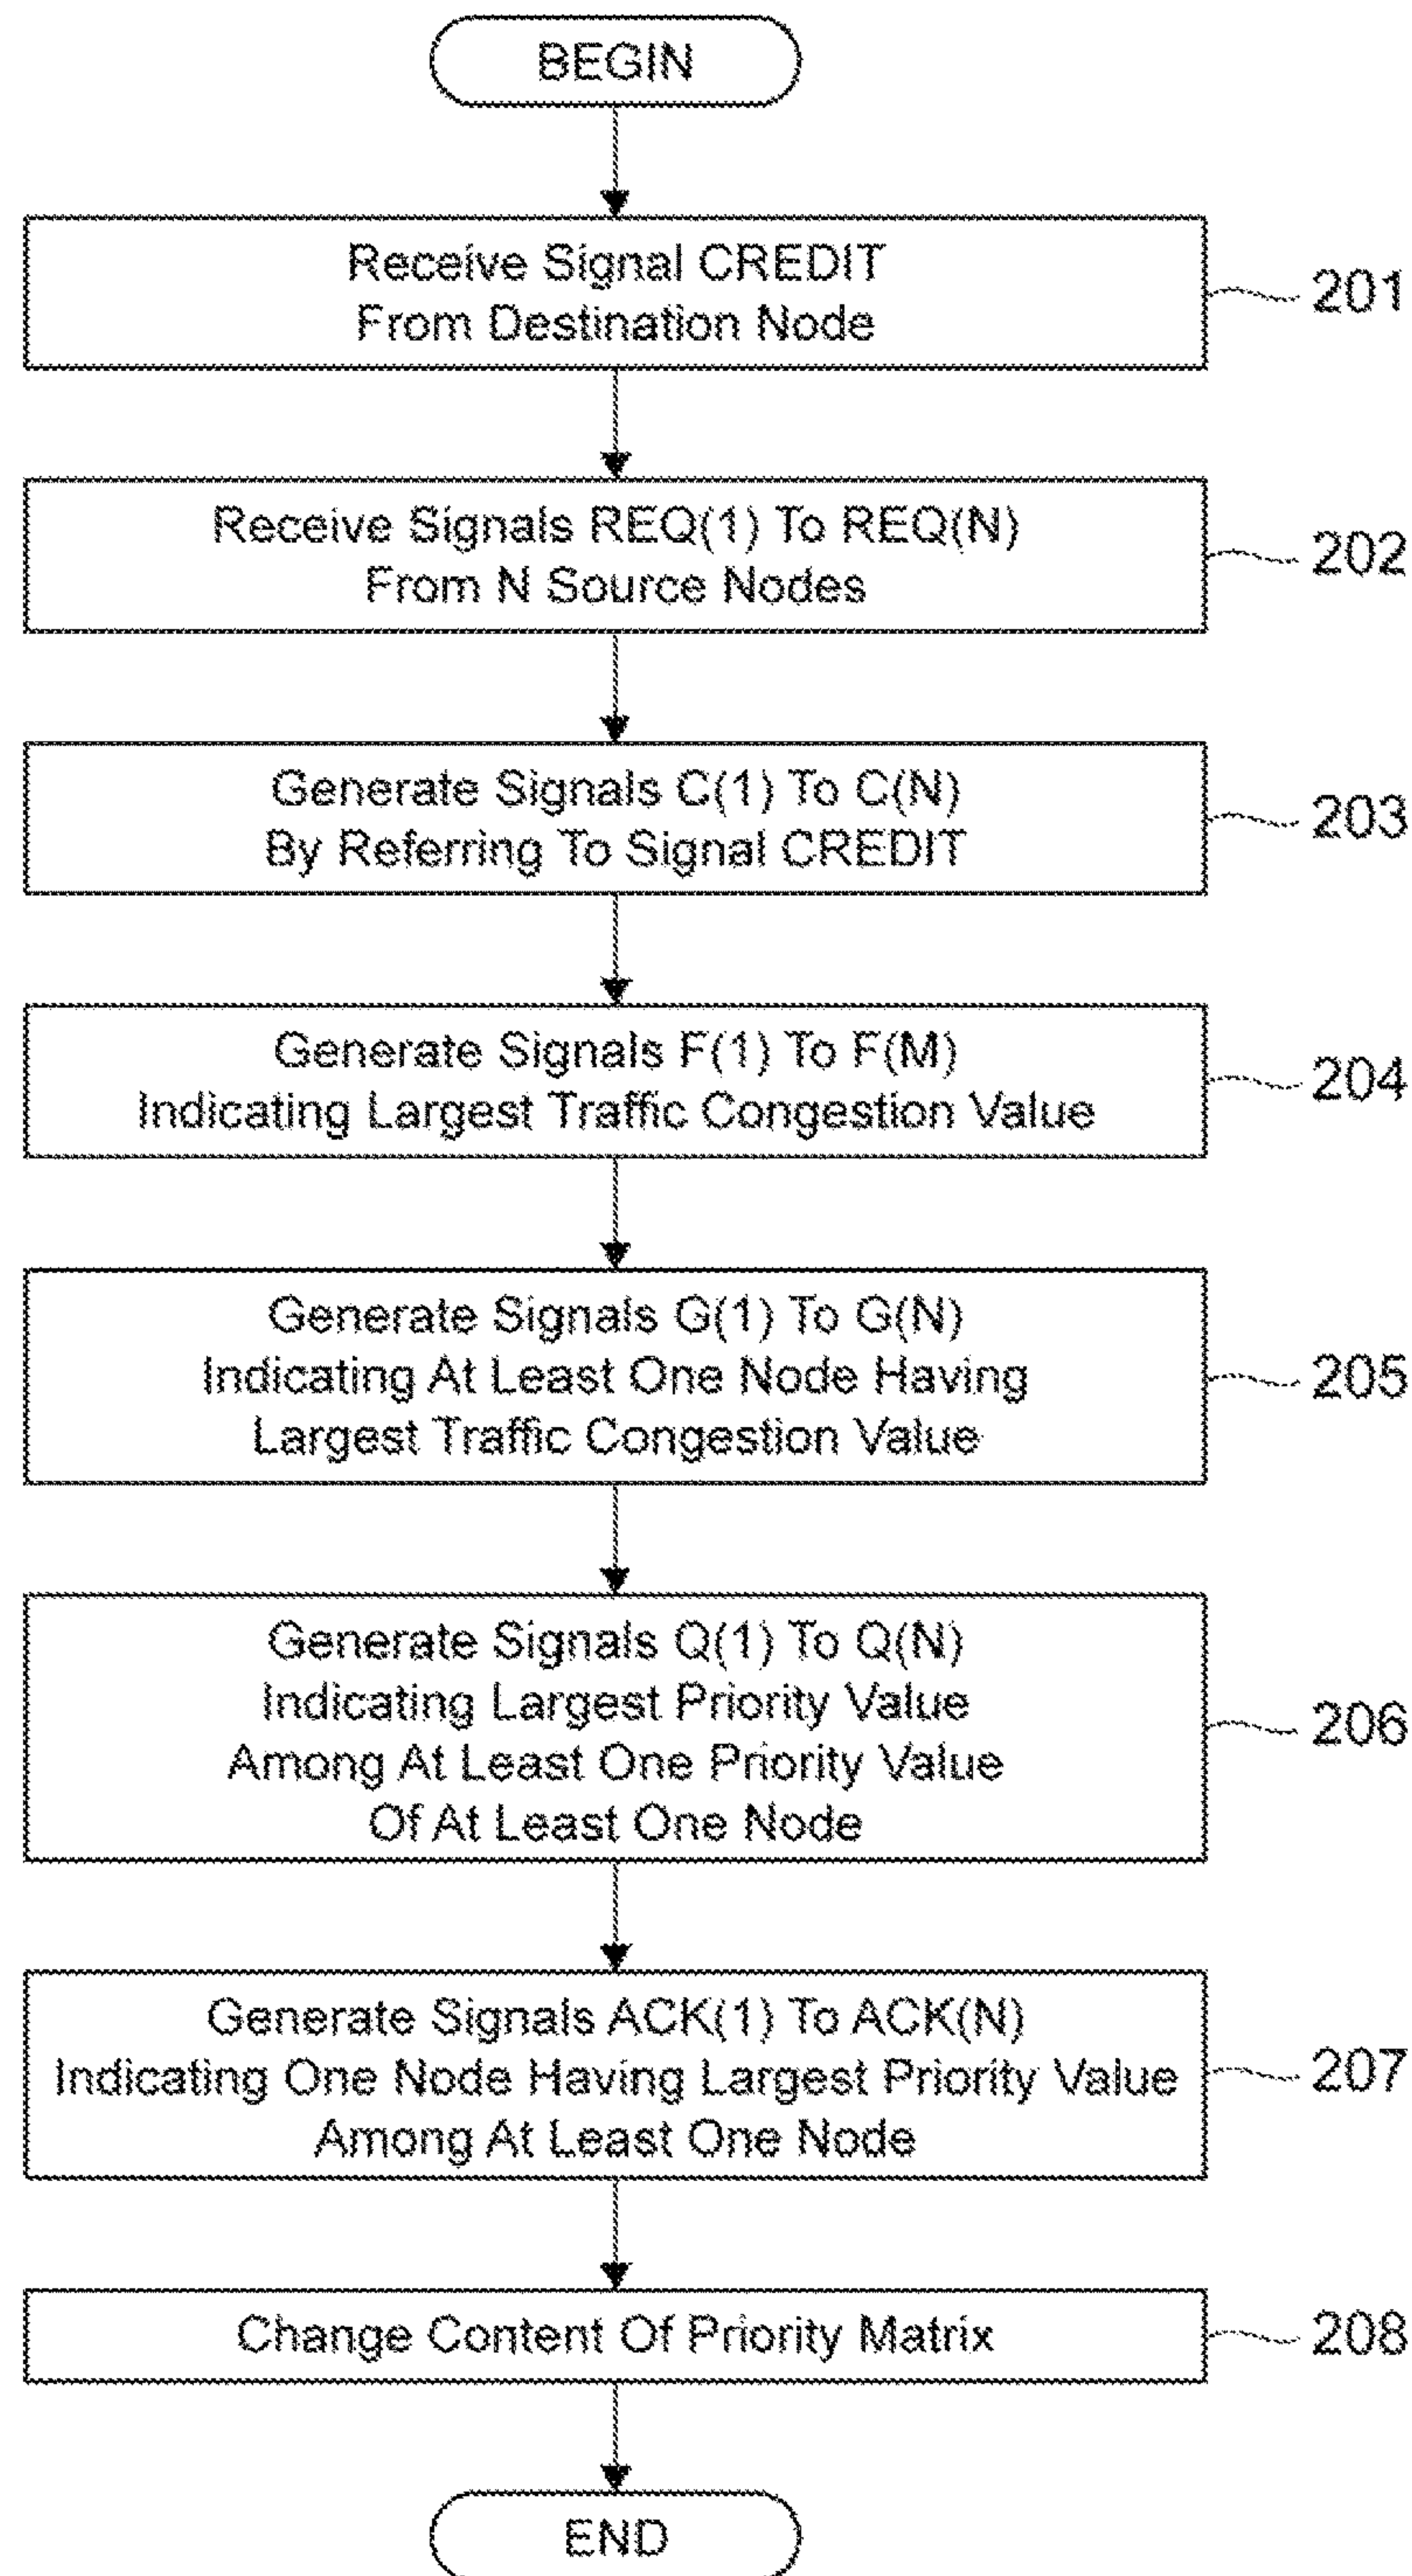 BEGIN
Receive Signal CREDIT
From Destination Node
201
Receive Signals REQ(1) To REQ(N)
From N Source Nodes
202
Generate Signals C(1) To C(N)
By Referring To Signal CREDIT
203
Generate Signals F(1) To F(M)
Indicating Largest Traffic Congestion Value
204
Generate Signals G(1) To G(N)
Indicating At Least One Node Having
Largest Traffic Congestion Value
205
Generate Signals Q(1) To Q(N)
Indicating Largest Priority Value
Among At Least One Priority Value
Of At Least One Node
206
Generate Signals ACK(1) To ACK(N)
Indicating One Node Having Largest Priority Value
Among At Least One Node
207
Change Content Of Priority Matrix
208
END